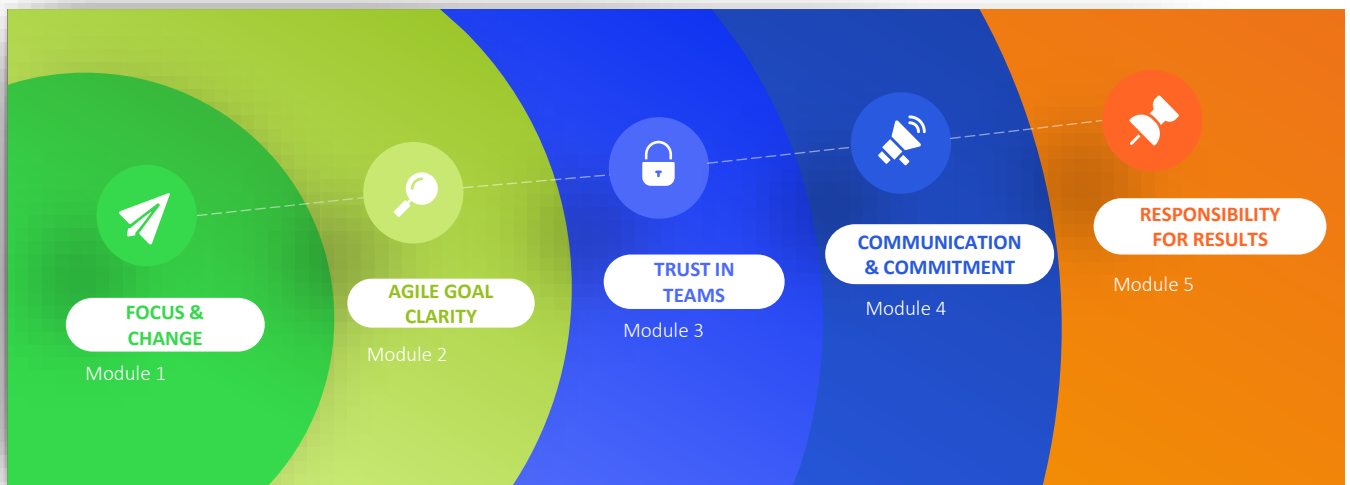 FOCUS &
CHANGE
Module 1
AGILE GOAL
CLARITY
Module 2
TRUST IN
TEAMS
Module 3
COMMUNICATION
& COMMITMENT
Module 4
RESPONSIBILITY
FOR RESULTS
Module 5